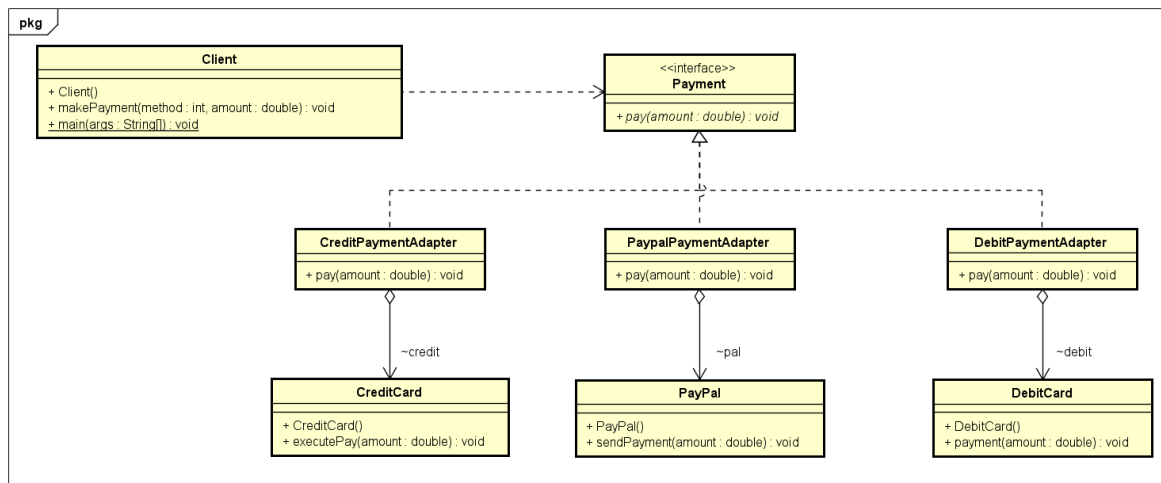 pkg
Client
+ Client()
+ makePayment(method : int, amount : double) : void
+ main(args : String[]) : void
<<interface>>
Payment
+ pay(amount : double) : void
CreditPaymentAdapter
+ pay(amount : double) : void
PaypalPaymentAdapter
+ pay(amount : double) : void
DebitPaymentAdapter
+ pay(amount : double) : void
~credit
~pal
~debit
CreditCard
+ CreditCard()
+ executePay(amount : double) : void
PayPal
+ PayPal()
+ sendPayment(amount : double) : void
DebitCard
+ DebitCard()
+ payment(amount : double) : void